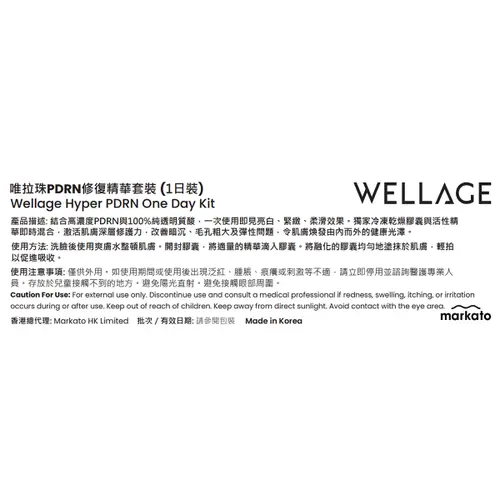 唯拉珠PDRN修復精華套裝 (1日裝)
Wellage Hyper PDRN One Day Kit
WELLAGE
產品描述: 結合高濃度PDRN與100%純透明質酸，一次使用即見亮白、緊緻、柔滑效果。獨家冷凍乾燥膠囊與活性精
華即時混合，激活肌膚深層修護力，改善暗沉、毛孔粗大及彈性問題，令肌膚煥發由內而外的健康光澤。
使用方法: 洗臉後使用爽膚水整頓肌膚。開封膠囊，將適量的精華滴入膠囊。將融化的膠囊均勻地塗抹於肌膚，輕拍
以促進吸收。
使用注意事項: 僅供外用。如使用期間或使用後出現泛紅、腫脹、痕癢或刺激等不適，請立即停用並諮詢醫護專業人
員。存放於兒童接觸不到的地方。避免陽光直射。避免接觸眼部周圍。
Caution For Use: For external use only. Discontinue use and consult a medical professional if redness, swelling, itching, or irritation
occurs during or after use. Keep out of reach of children. Keep away from direct sunlight. Avoid contact with the eye area.
香港總代理: Markato HK Limited 批次 / 有效日期: 請參閱包裝 Made in Korea
markato